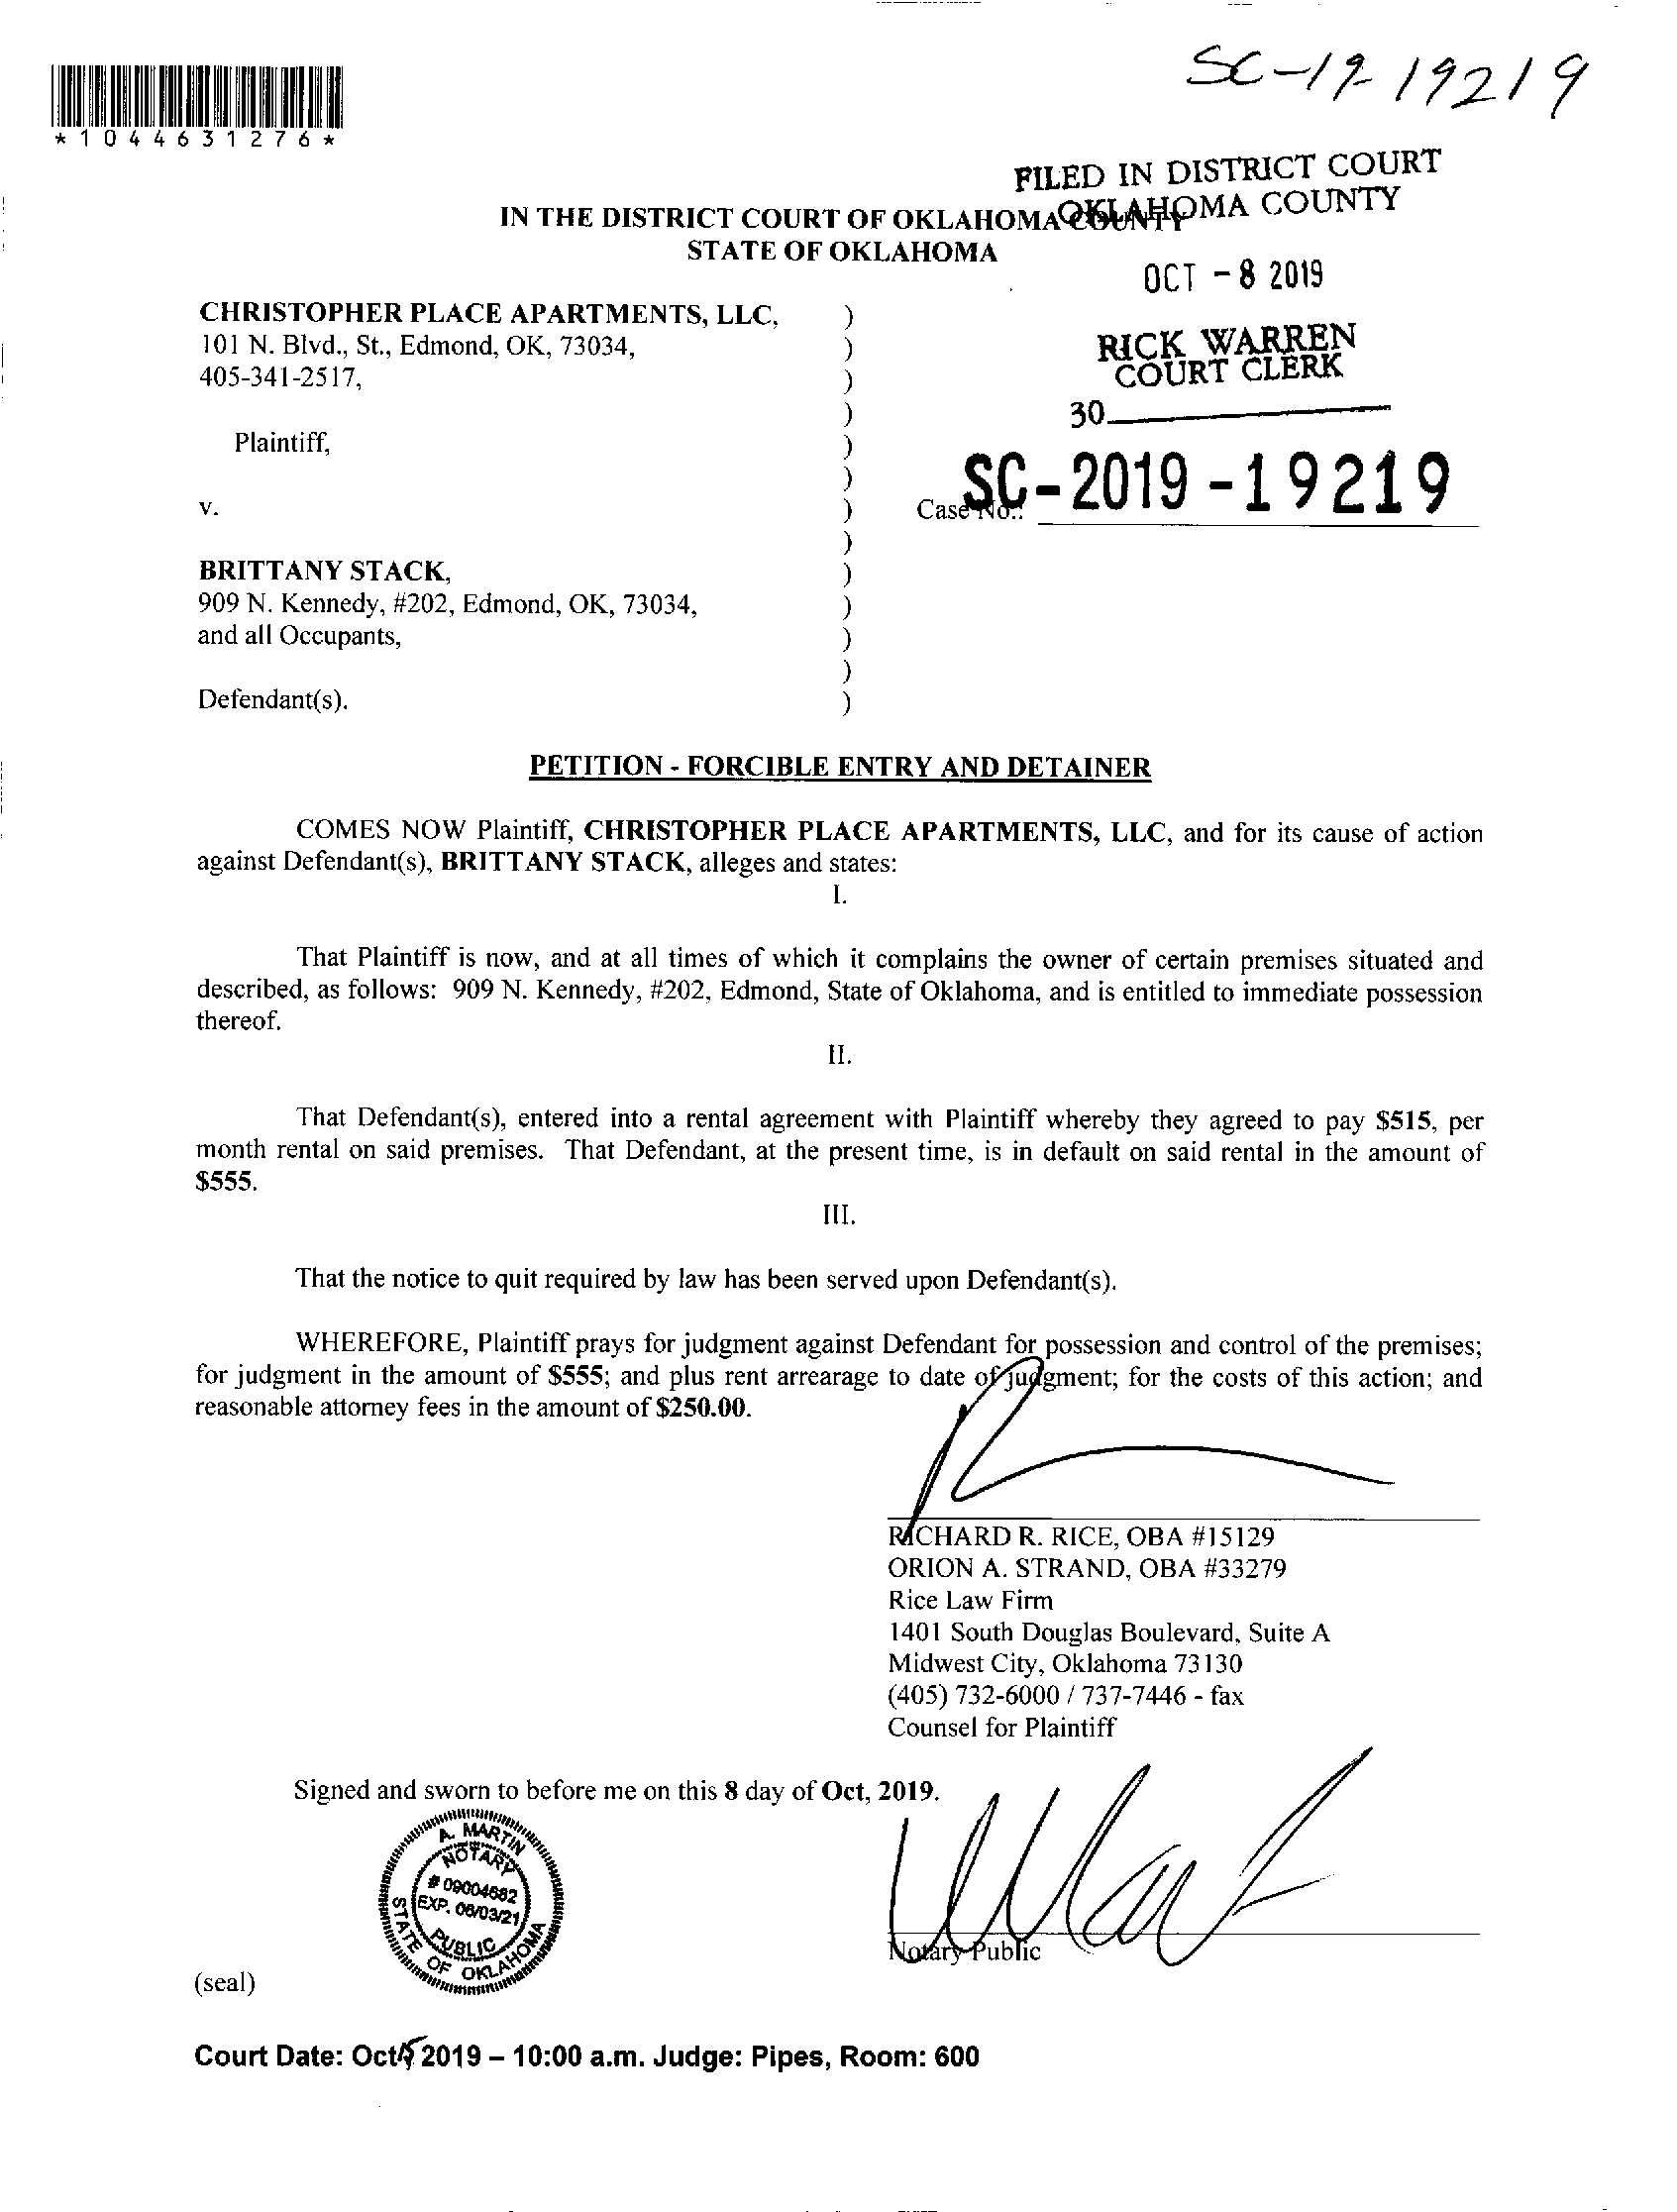 SC-19 19219
*1044631276*
FILED IN DISTRICT COURT
OKLAHOMA COUNTY
IN THE DISTRICT COURT OF OKLAHOMA COUNTY
STATE OF OKLAHOMA
OCT -8 2019
CHRISTOPHER PLACE APARTMENTS, LLC, )
101 N. Blvd., St., Edmond, OK, 73034, )
405-341-2517, )
)
RICK WARREN
COURT CLERK
30
Plaintiff, )
)
v. )
Case No.: SC-2019-19219
)
BRITTANY STACK, )
909 N. Kennedy, #202, Edmond, OK, 73034, )
and all Occupants, )
)
Defendant(s). )
PETITION - FORCIBLE ENTRY AND DETAINER
COMES NOW Plaintiff, CHRISTOPHER PLACE APARTMENTS, LLC, and for its cause of action
against Defendant(s), BRITTANY STACK, alleges and states:
I.
That Plaintiff is now, and at all times of which it complains the owner of certain premises situated and
described, as follows: 909 N. Kennedy, #202, Edmond, State of Oklahoma, and is entitled to immediate possession
thereof.
II.
That Defendant(s), entered into a rental agreement with Plaintiff whereby they agreed to pay $515, per
month rental on said premises. That Defendant, at the present time, is in default on said rental in the amount of
$555.
III.
That the notice to quit required by law has been served upon Defendant(s).
WHEREFORE, Plaintiff prays for judgment against Defendant for possession and control of the premises;
for judgment in the amount of $555; and plus rent arrearage to date of judgment; for the costs of this action; and
reasonable attorney fees in the amount of $250.00.
RICHARD R. RICE, OBA #15129
ORION A. STRAND, OBA #33279
Rice Law Firm
1401 South Douglas Boulevard, Suite A
Midwest City, Oklahoma 73130
(405) 732-6000 / 737-7446 - fax
Counsel for Plaintiff
Signed and sworn to before me on this 8 day of Oct, 2019.
A. MARTIN
NOTARY
# 09004582
EXP. 06/03/21
PUBLIC
STATE OF OKLAHOMA
Notary Public
(seal)
Court Date: Oct 2019 – 10:00 a.m. Judge: Pipes, Room: 600